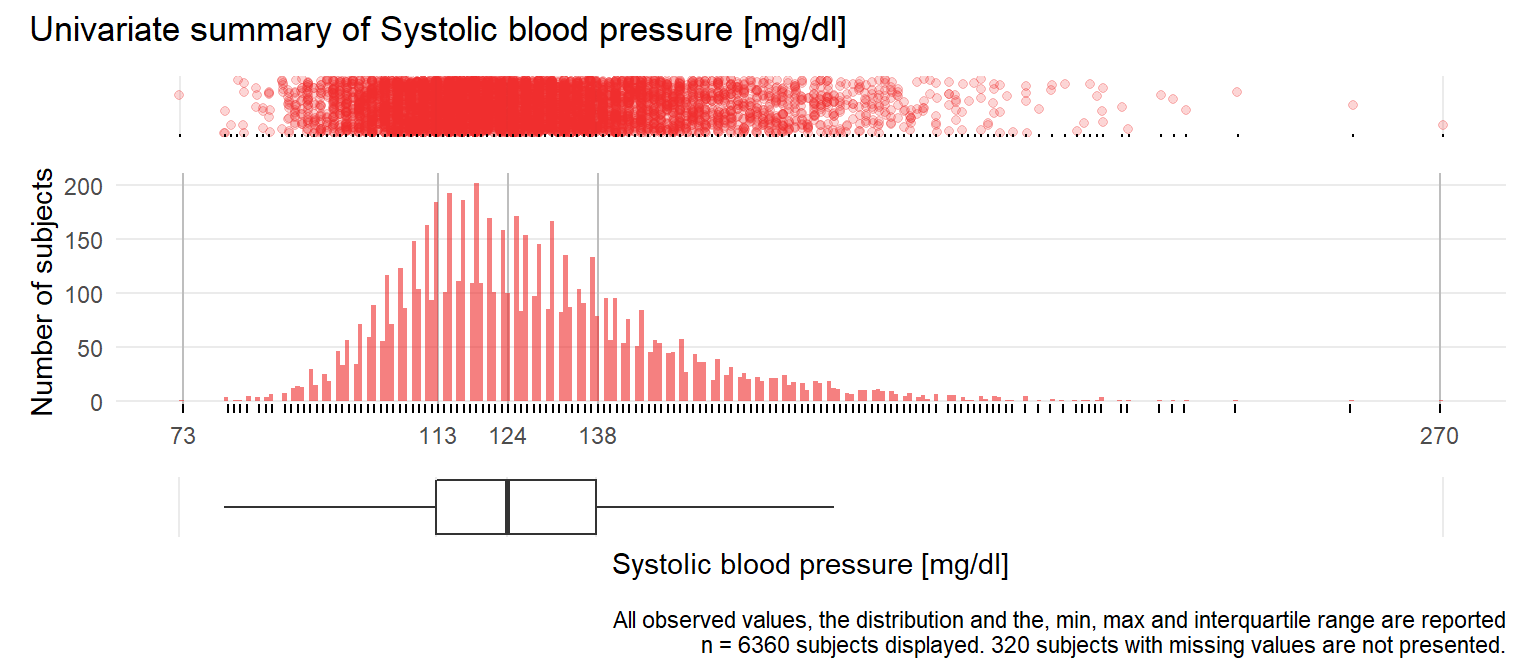 Univariate summary of Systolic blood pressure [mg/dl]
Number of subjects
200
150
100
50
0
73 113 124 138 270
Systolic blood pressure [mg/dl]
All observed values, the distribution and the, min, max and interquartile range are reported
n = 6360 subjects displayed. 320 subjects with missing values are not presented.